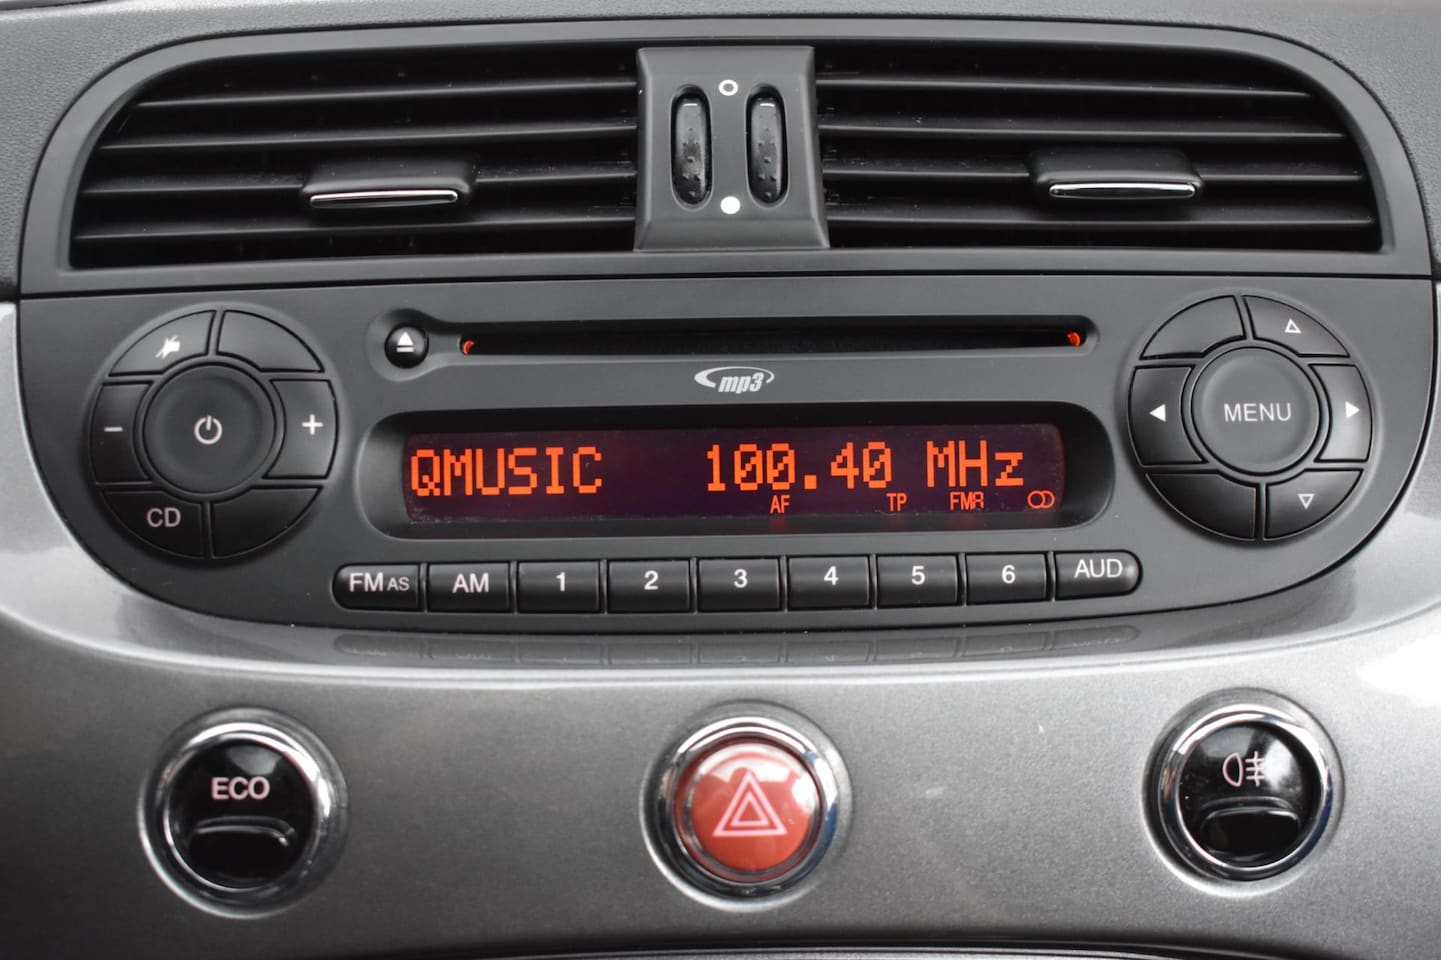 mp3
QMUSIC 100.40 MHz
AF TP FMA
- + MENU
CD
FM AS AM 1 2 3 4 5 6 AUD
ECO